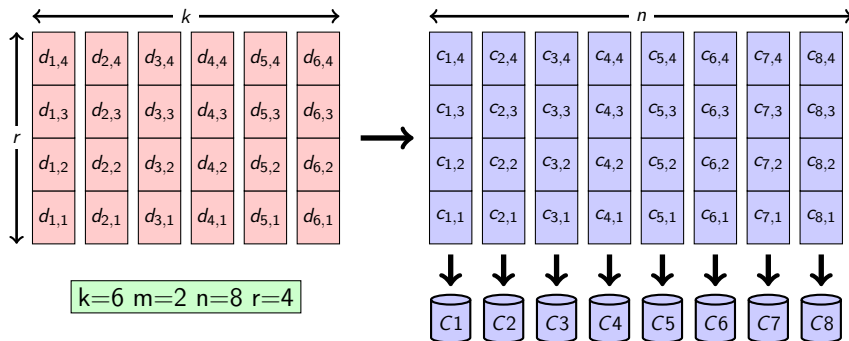 k n
d1,4 d2,4 d3,4 d4,4 d5,4 d6,4 c1,4 c2,4 c3,4 c4,4 c5,4 c6,4 c7,4 c8,4
d1,3 d2,3 d3,3 d4,3 d5,3 d6,3 c1,3 c2,3 c3,3 c4,3 c5,3 c6,3 c7,3 c8,3
r
d1,2 d2,2 d3,2 d4,2 d5,2 d6,2 c1,2 c2,2 c3,2 c4,2 c5,2 c6,2 c7,2 c8,2
d1,1 d2,1 d3,1 d4,1 d5,1 d6,1 c1,1 c2,1 c3,1 c4,1 c5,1 c6,1 c7,1 c8,1
k=6 m=2 n=8 r=4
C1 C2 C3 C4 C5 C6 C7 C8